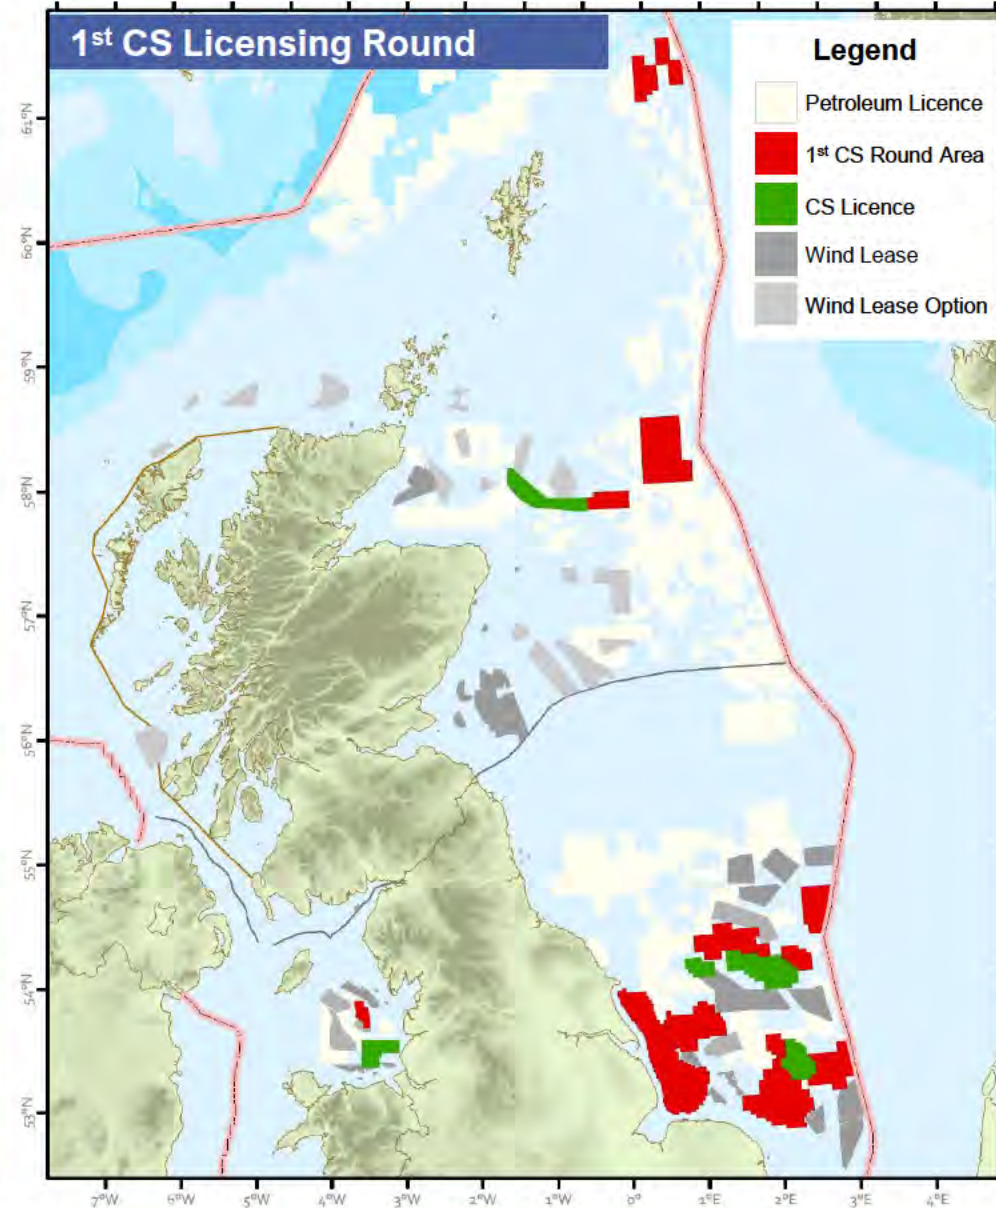 1st CS Licensing Round
Legend
Petroleum Licence
1st CS Round Area
CS Licence
Wind Lease
Wind Lease Option
61°N
60°N
59°N
58°N
57°N
56°N
55°N
54°N
53°N
7°W
6°W
5°W
4°W
3°W
2°W
1°W
0°
1°E
2°E
3°E
4°E